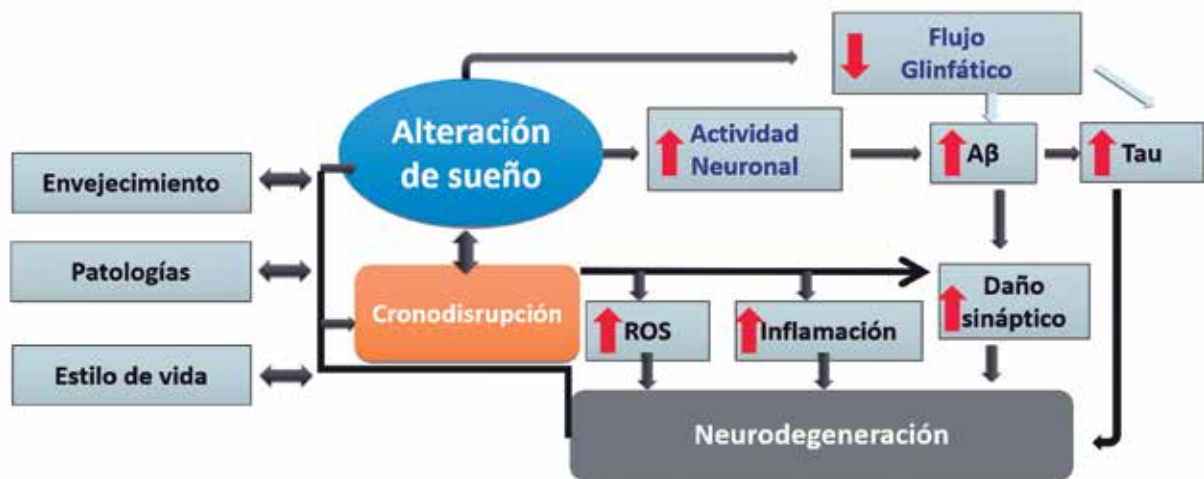 Flujo
Glinfático
Alteración
de sueño
Actividad
Neuronal
Aβ
Tau
Envejecimiento
Patologías
Estilo de vida
Cronodisrupción
ROS
Inflamación
Daño
sináptico
Neurodegeneración